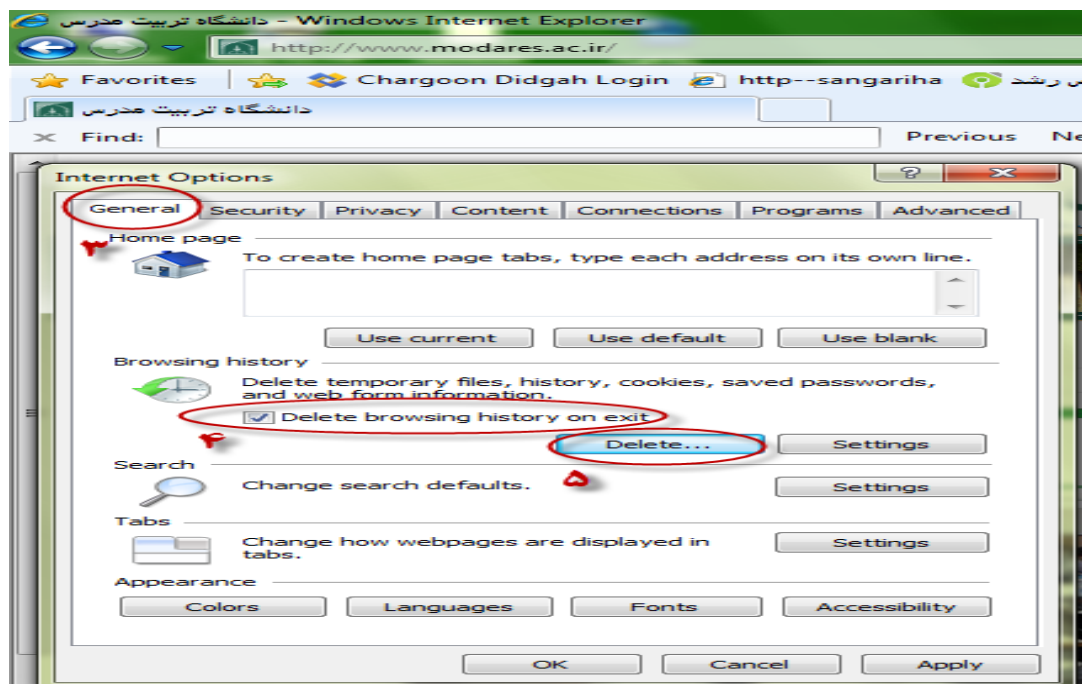 دانشگاه تربیت مدرس - Windows Internet Explorer
http://www.modares.ac.ir/
Favorites Chargoon Didgah Login http--sangariha رشد
دانشگاه تربیت مدرس
Find: Previous
Internet Options
General Security Privacy Content Connections Programs Advanced
۳
Home page
To create home page tabs, type each address on its own line.
Use current Use default Use blank
Browsing history
Delete temporary files, history, cookies, saved passwords,
and web form information.
Delete browsing history on exit
۴
Delete... Settings
۵
Search
Change search defaults. Settings
Tabs
Change how webpages are displayed in Settings
tabs.
Appearance
Colors Languages Fonts Accessibility
OK Cancel Apply